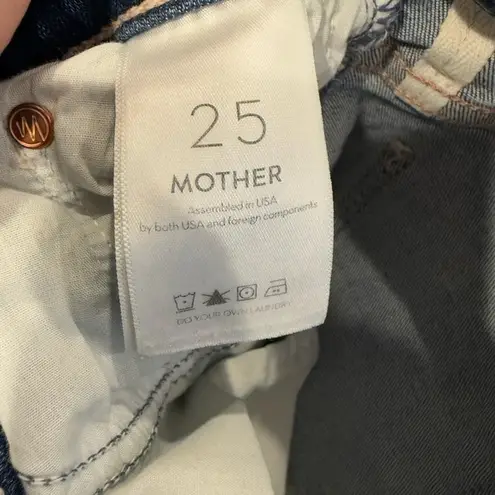 25
MOTHER
Assembled in USA
by both USA and foreign components
DO YOUR OWN LAUNDRY